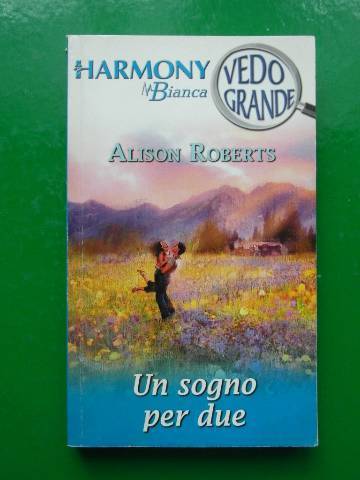 HARMONY
Bianca
VEDO
GRANDE
ALISON ROBERTS
Un sogno
per due